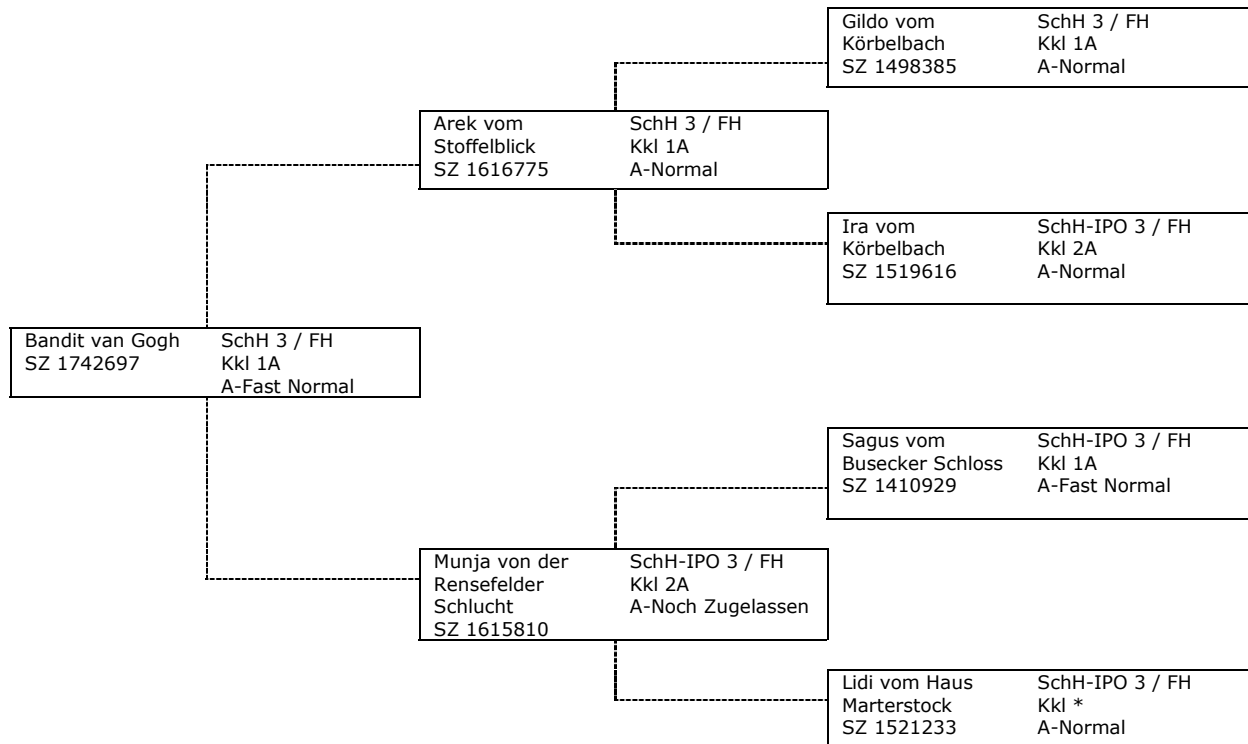 Gildo vom SchH 3 / FH
Körbelbach Kkl 1A
SZ 1498385 A-Normal
Arek vom SchH 3 / FH
Stoffelblick Kkl 1A
SZ 1616775 A-Normal
Ira vom SchH-IPO 3 / FH
Körbelbach Kkl 2A
SZ 1519616 A-Normal
Bandit van Gogh SchH 3 / FH
SZ 1742697 Kkl 1A
A-Fast Normal
Sagus vom SchH-IPO 3 / FH
Busecker Schloss Kkl 1A
SZ 1410929 A-Fast Normal
Munja von der SchH-IPO 3 / FH
Rensefelder Kkl 2A
Schlucht A-Noch Zugelassen
SZ 1615810
Lidi vom Haus SchH-IPO 3 / FH
Marterstock Kkl *
SZ 1521233 A-Normal